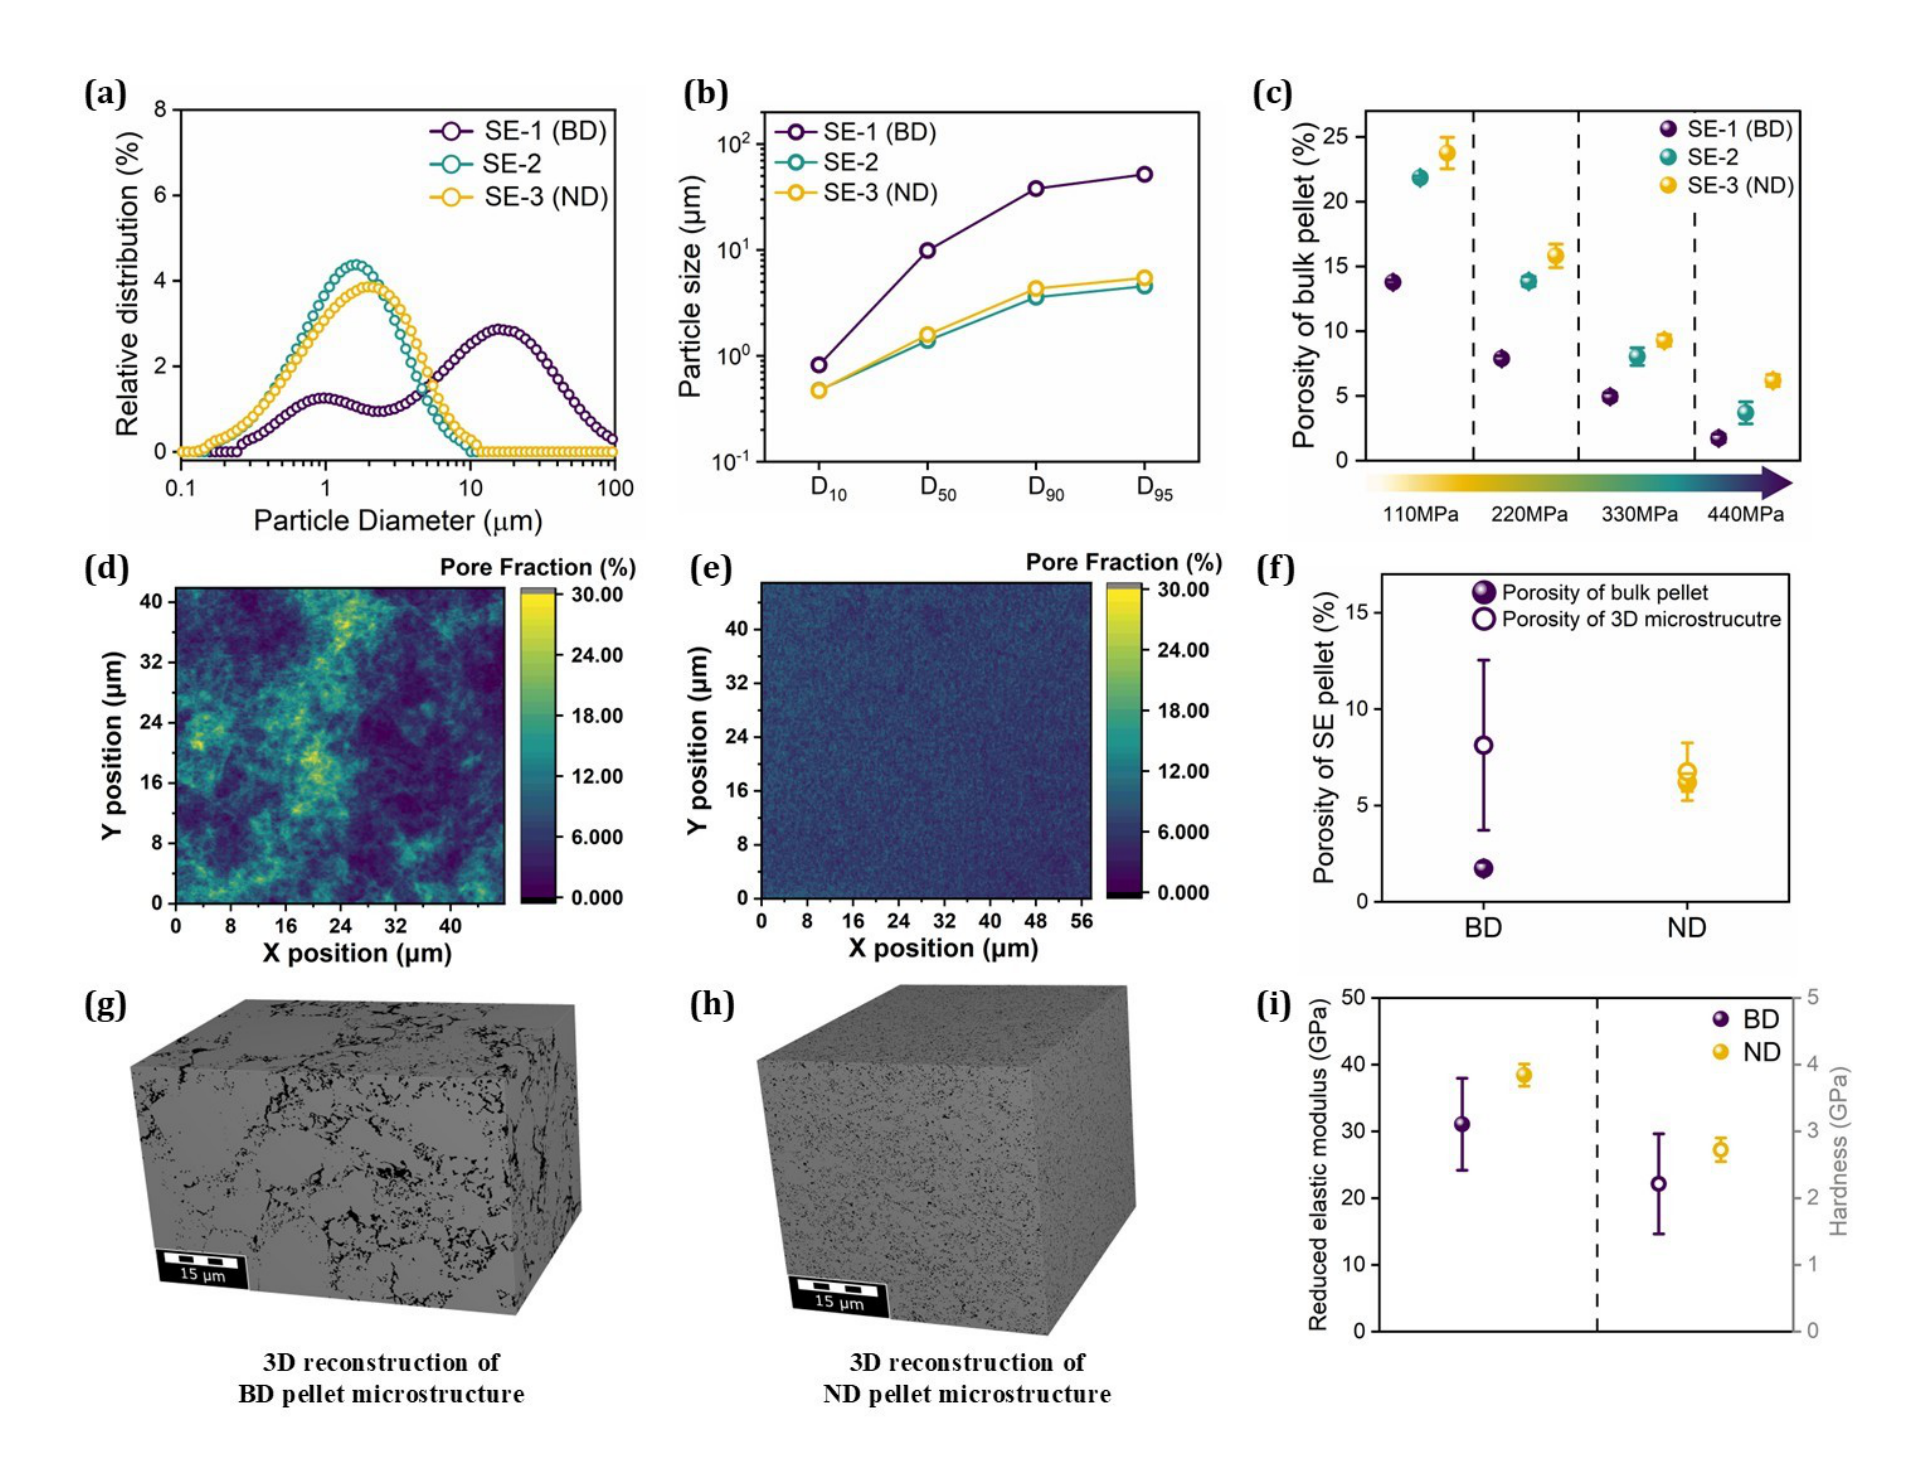 (a)
8
6
4
2
0
0.1 1 10 100
Relative distribution (%)
Particle Diameter (μm)
SE-1 (BD)
SE-2
SE-3 (ND)
(b)
10²
10¹
10⁰
10⁻¹
D₁₀ D₅₀ D₉₀ D₉₅
Particle size (μm)
SE-1 (BD)
SE-2
SE-3 (ND)
(c)
25
20
15
10
5
0
Porosity of bulk pellet (%)
SE-1 (BD)
SE-2
SE-3 (ND)
110MPa 220MPa 330MPa 440MPa
(d)
Pore Fraction (%)
40
32
24
16
8
0
0 8 16 24 32 40
Y position (μm)
X position (μm)
30.00
24.00
18.00
12.00
6.000
0.000
(e)
Pore Fraction (%)
40
32
24
16
8
0
0 8 16 24 32 40 48 56
Y position (μm)
X position (μm)
30.00
24.00
18.00
12.00
6.000
0.000
(f)
15
10
5
0
Porosity of SE pellet (%)
Porosity of bulk pellet
Porosity of 3D microstrucutre
BD ND
(g)
15 μm
3D reconstruction of
BD pellet microstructure
(h)
15 μm
3D reconstruction of
ND pellet microstructure
(i)
50
40
30
20
10
0
Reduced elastic modulus (GPa)
BD
ND
5
4
3
2
1
0
Hardness (GPa)